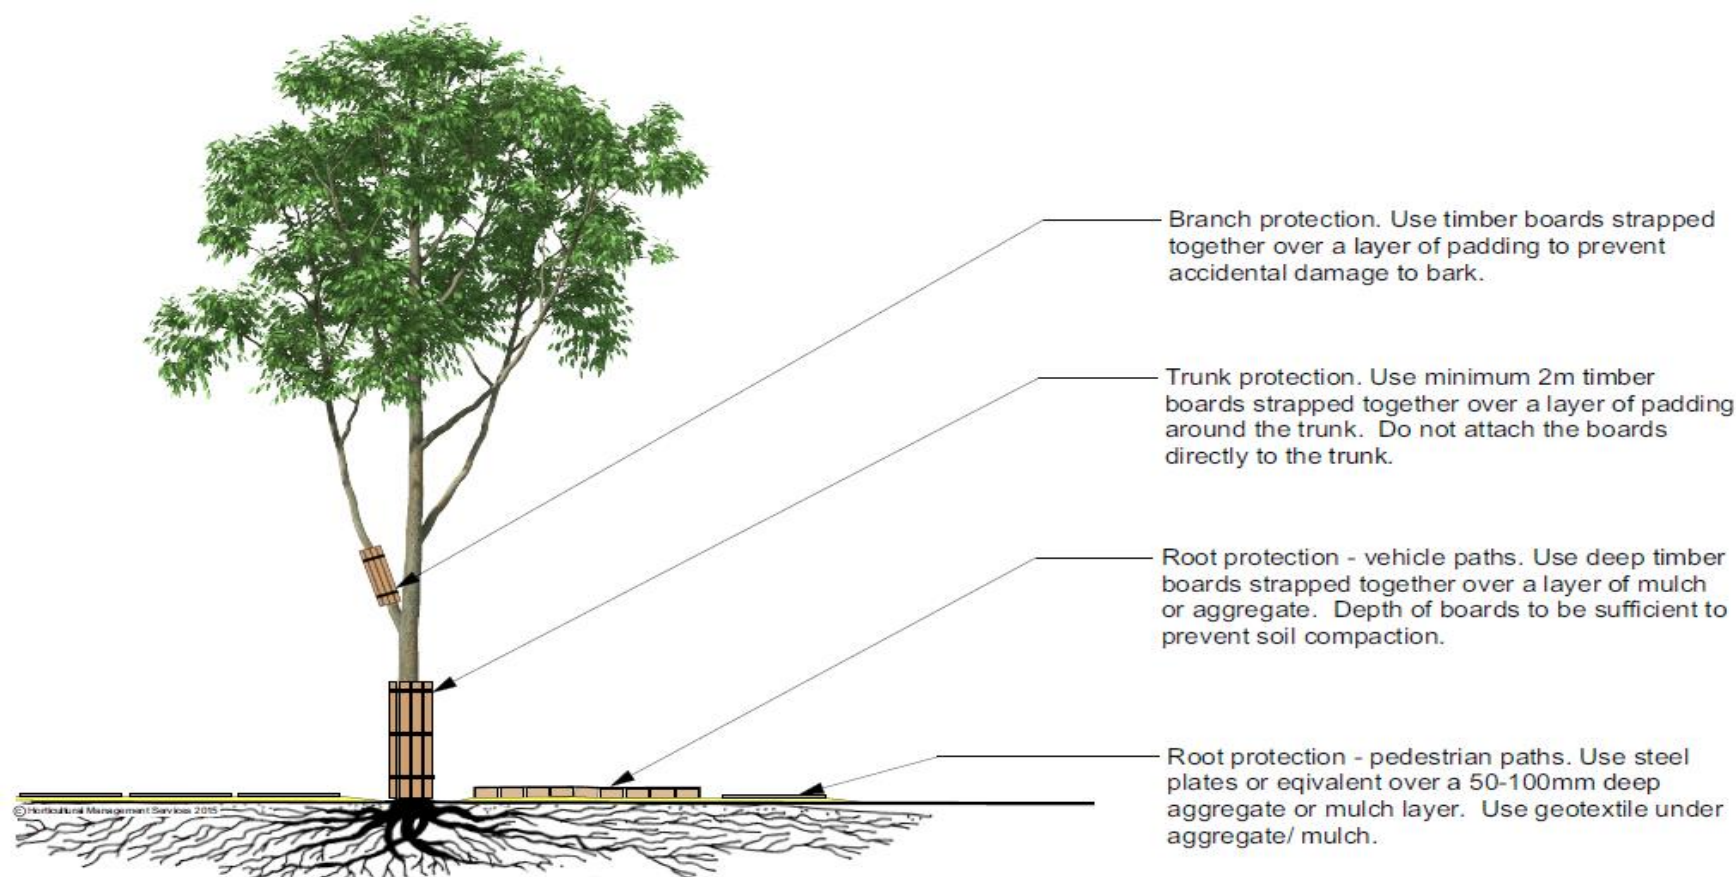 Branch protection. Use timber boards strapped
together over a layer of padding to prevent
accidental damage to bark.
Trunk protection. Use minimum 2m timber
boards strapped together over a layer of padding
around the trunk. Do not attach the boards
directly to the trunk.
Root protection - vehicle paths. Use deep timber
boards strapped together over a layer of mulch
or aggregate. Depth of boards to be sufficient to
prevent soil compaction.
Root protection - pedestrian paths. Use steel
plates or eqivalent over a 50-100mm deep
aggregate or mulch layer. Use geotextile under
aggregate/ mulch.
© Horticultural Management Services 2015